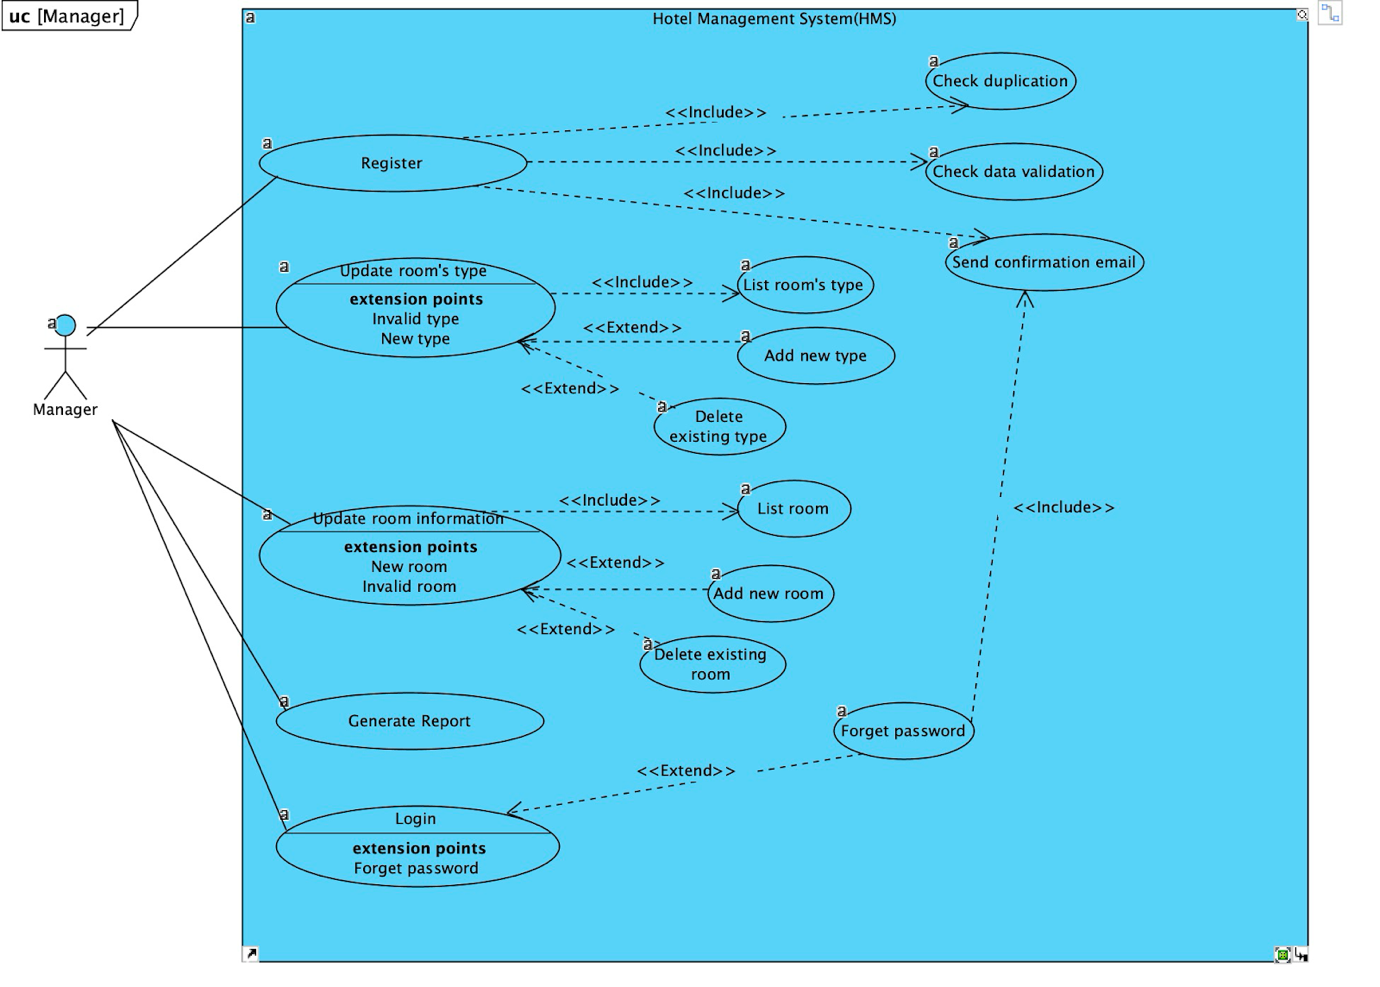 uc [Manager]
a
Hotel Management System(HMS)
a
Check duplication
<<Include>>
a
Register
<<Include>>
a
Check data validation
<<Include>>
a
Send confirmation email
a
Update room's type
extension points
Invalid type
New type
<<Include>>
a
List room's type
<<Extend>>
a
Add new type
<<Extend>>
a
Delete
existing type
a
Manager
a
Update room information
extension points
New room
Invalid room
<<Include>>
a
List room
<<Include>>
<<Extend>>
a
Add new room
<<Extend>>
a
Delete existing
room
a
Generate Report
a
Forget password
<<Extend>>
a
Login
extension points
Forget password